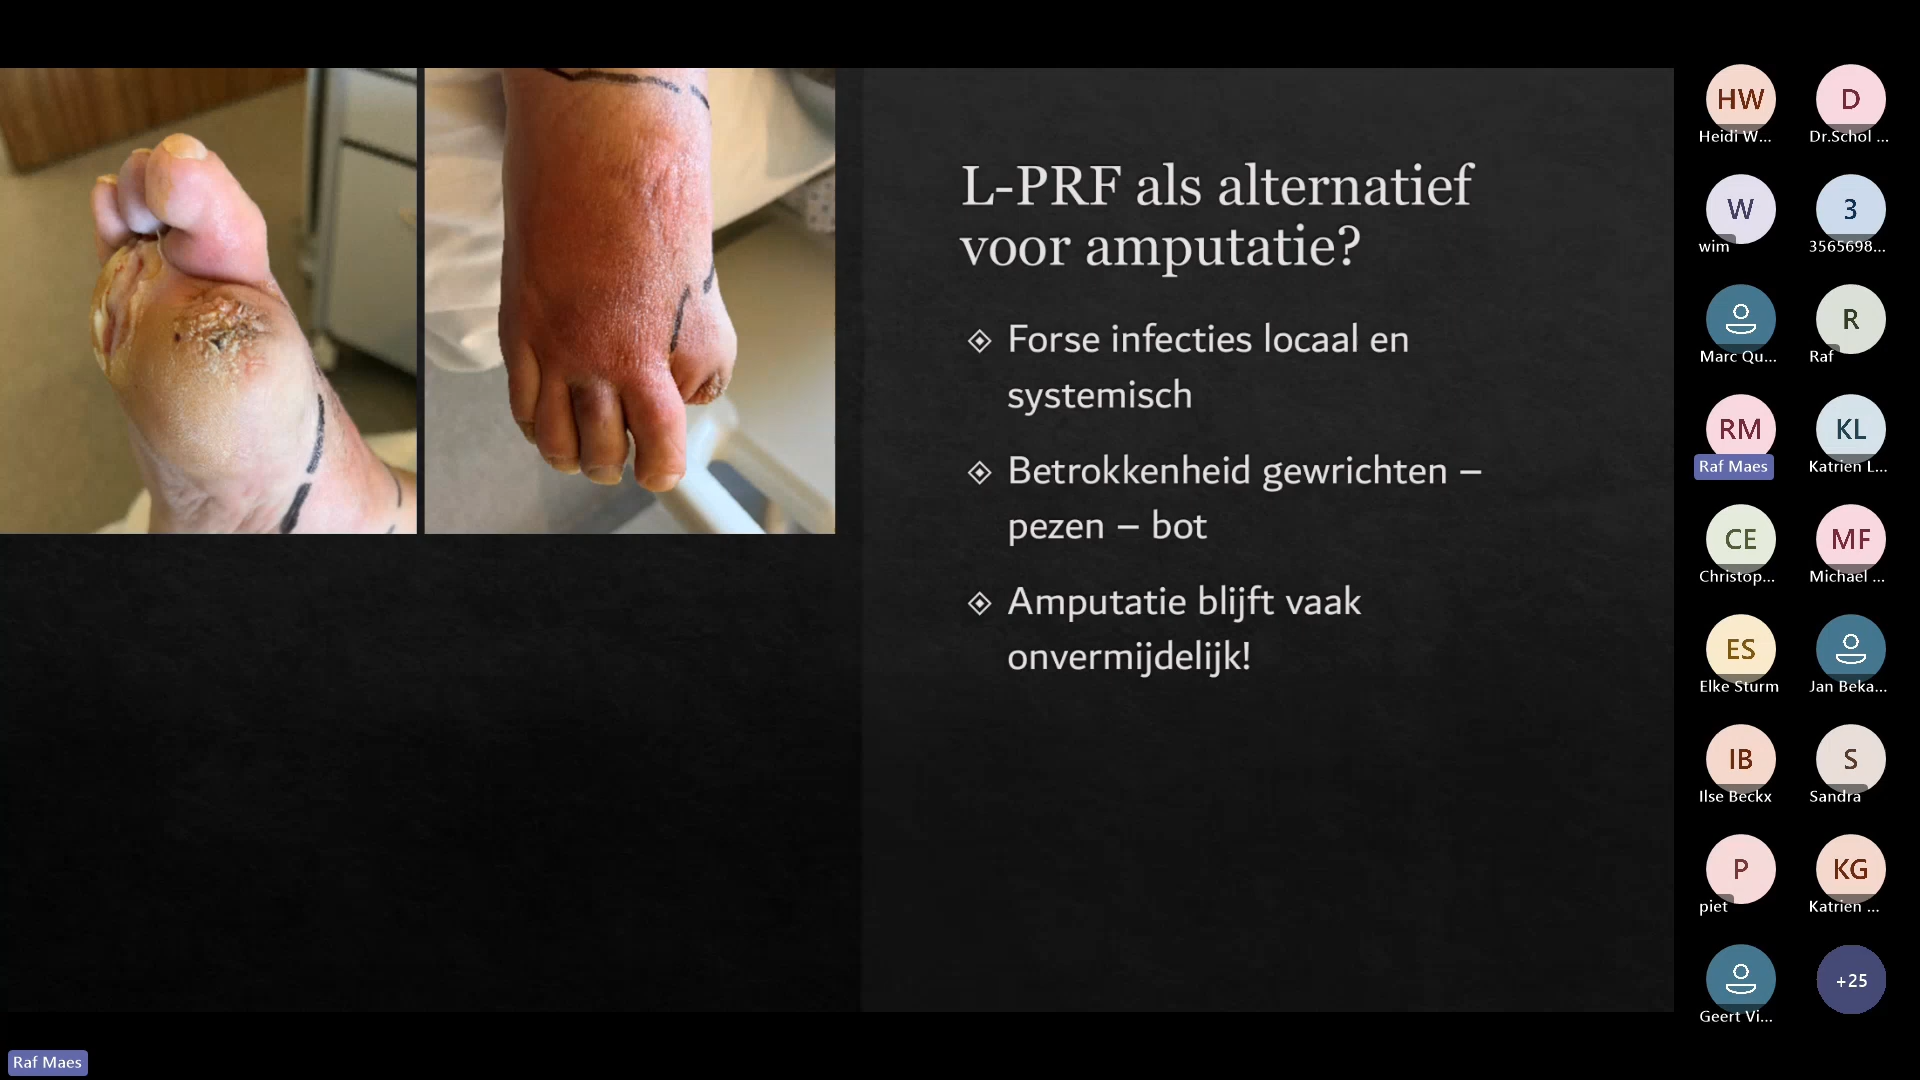 L-PRF als alternatief
voor amputatie?
Forse infecties locaal en
systemisch
Betrokkenheid gewrichten –
pezen – bot
Amputatie blijft vaak
onvermijdelijk!
HW
Heidi W...
D
Dr.Schol ...
W
wim
3
3565698...
Marc Qu...
R
Raf
RM
Raf Maes
KL
Katrien L...
CE
Christop...
MF
Michael ...
ES
Elke Sturm
Jan Beka...
IB
Ilse Beckx
S
Sandra
P
piet
KG
Katrien ...
Geert Vi...
+25
Raf Maes